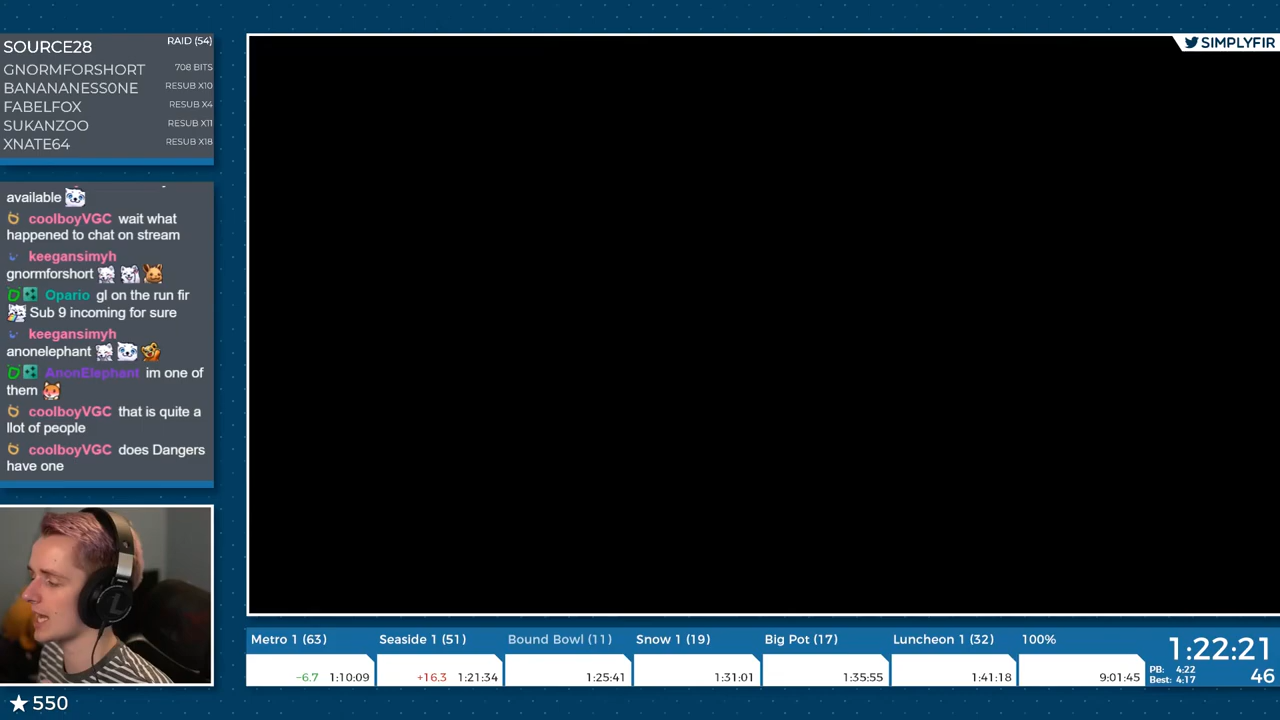 SOURCE28 RAID (54)
GNORMFORSHORT 708 BITS
BANANANESS0NE RESUB X10
FABELFOX RESUB X4
SUKANZOO RESUB X11
XNATE64 RESUB X18
SIMPLYFIR
available
coolboyVGC wait what
happened to chat on stream
keegansimyh
gnormforshort
Opario gl on the run fir
Sub 9 incoming for sure
keegansimyh
anonelephant
AnonElephant im one of
them
coolboyVGC that is quite a
llot of people
coolboyVGC does Dangers
have one
Metro 1 (63) Seaside 1 (51) Bound Bowl (11) Snow 1 (19) Big Pot (17) Luncheon 1 (32) 100%
-6.7 1:10:09 +16.3 1:21:34 1:25:41 1:31:01 1:35:55 1:41:18 9:01:45
1:22:21
PB: 4:22
Best: 4:17
46
★ 550